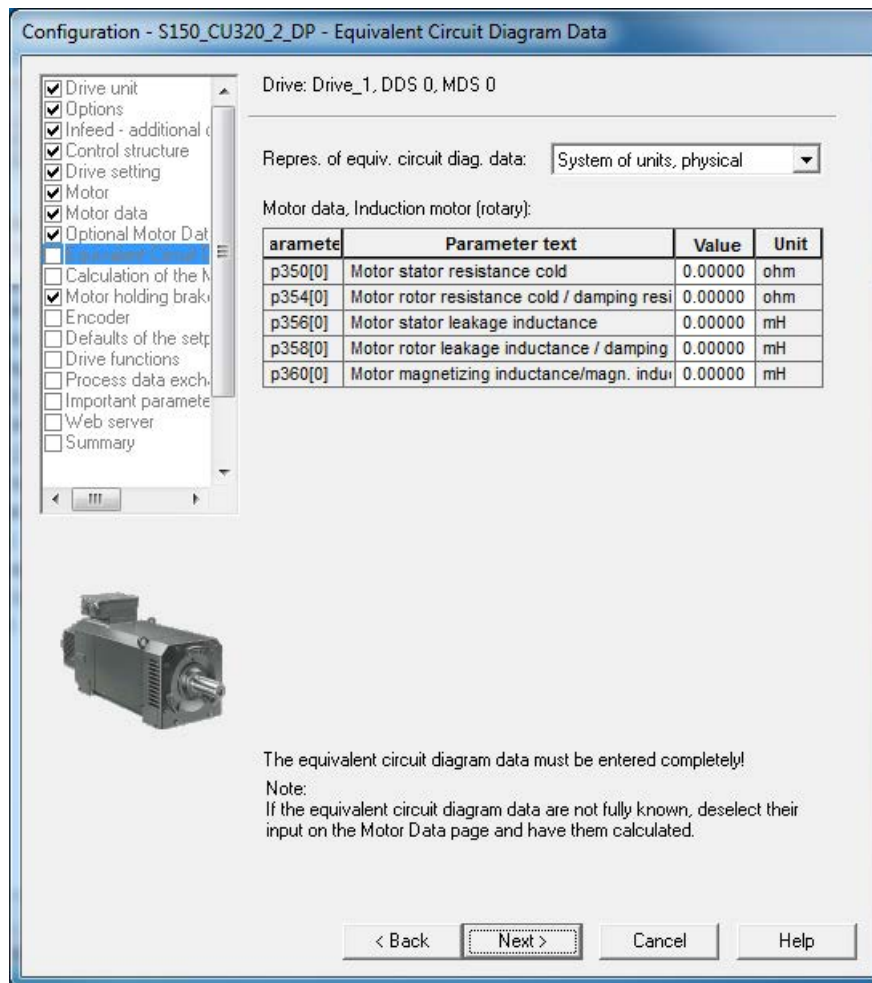 Configuration - S150_CU320_2_DP - Equivalent Circuit Diagram Data
Drive unit
Options
Infeed - additional
Control structure
Drive setting
Motor
Motor data
Optional Motor Dat
Calculation of the M
Motor holding brak
Encoder
Defaults of the setp
Drive functions
Process data exch
Important paramete
Web server
Summary
Drive: Drive_1, DDS 0, MDS 0
Repres. of equiv. circuit diag. data: System of units, physical
Motor data, Induction motor (rotary):
aramete Parameter text Value Unit
p350[0] Motor stator resistance cold 0.00000 ohm
p354[0] Motor rotor resistance cold / damping resi 0.00000 ohm
p356[0] Motor stator leakage inductance 0.00000 mH
p358[0] Motor rotor leakage inductance / damping 0.00000 mH
p360[0] Motor magnetizing inductance/magn. indu 0.00000 mH
The equivalent circuit diagram data must be entered completely!
Note:
If the equivalent circuit diagram data are not fully known, deselect their
input on the Motor Data page and have them calculated.
< Back Next > Cancel Help